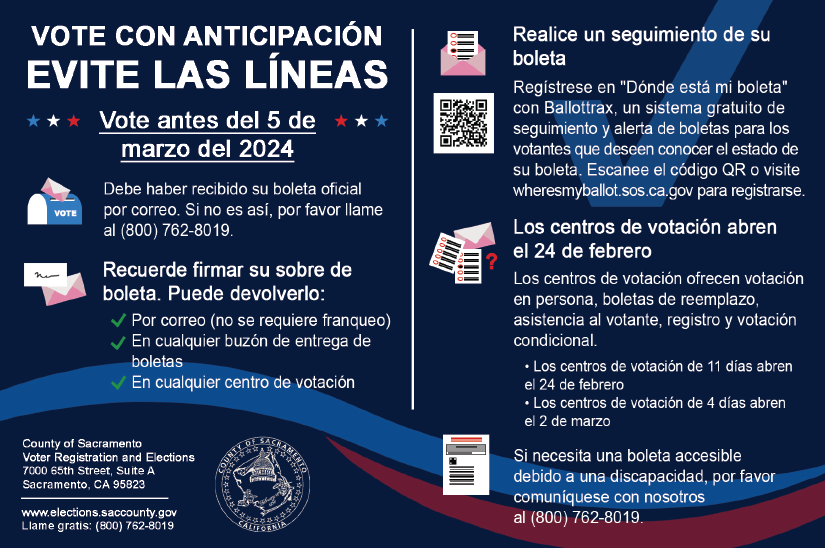 VOTE CON ANTICIPACIÓN
EVITE LAS LÍNEAS
Vote antes del 5 de
marzo del 2024
VOTE
Debe haber recibido su boleta oficial
por correo. Si no es así, por favor llame
al (800) 762-8019.
Recuerde firmar su sobre de
boleta. Puede devolverlo:
Por correo (no se requiere franqueo)
En cualquier buzón de entrega de
boletas
En cualquier centro de votación
County of Sacramento
Voter Registration and Elections
7000 65th Street, Suite A
Sacramento, CA 95823
www.elections.saccounty.gov
Llame gratis: (800) 762-8019
COUNTY OF SACRAMENTO
CALIFORNIA
Realice un seguimiento de su
boleta
Regístrese en "Dónde está mi boleta"
con Ballottrax, un sistema gratuito de
seguimiento y alerta de boletas para los
votantes que deseen conocer el estado de
su boleta. Escanee el código QR o visite
wheresmyballot.sos.ca.gov para registrarse.
?
Los centros de votación abren
el 24 de febrero
Los centros de votación ofrecen votación
en persona, boletas de reemplazo,
asistencia al votante, registro y votación
condicional.
• Los centros de votación de 11 días abren
el 24 de febrero
• Los centros de votación de 4 días abren
el 2 de marzo
Si necesita una boleta accesible
debido a una discapacidad, por favor
comuníquese con nosotros
al (800) 762-8019.